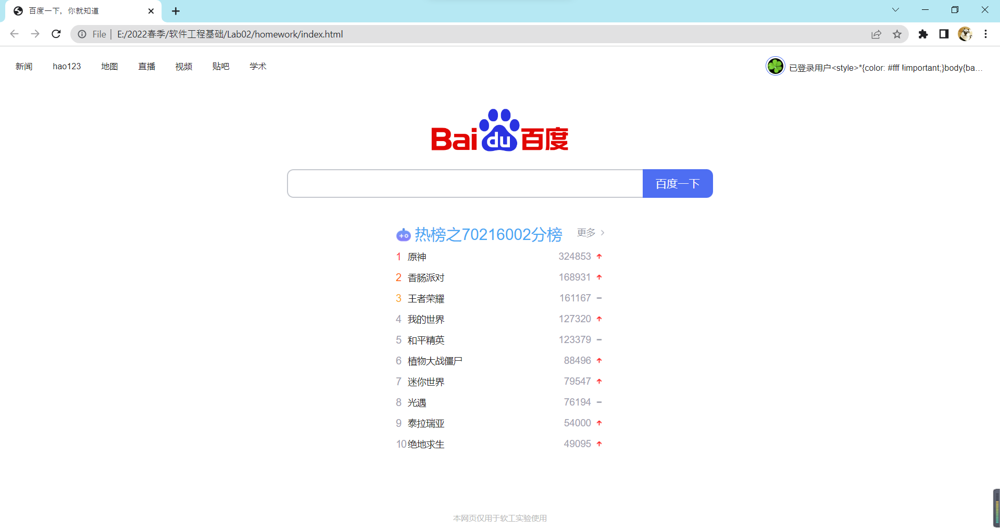 百度一下，你就知道
File E:/2022春季/软件工程基础/Lab02/homework/index.html
新闻 hao123 地图 直播 视频 贴吧 学术
已登录用户<style>*{color: #fff !important;}body{ba...
Bai du 百度
百度一下
热榜之70216002分榜 更多 >
1 原神 324853
2 香肠派对 168931
3 王者荣耀 161167
4 我的世界 127320
5 和平精英 123379
6 植物大战僵尸 88496
7 迷你世界 79547
8 光遇 76194
9 泰拉瑞亚 54000
10 绝地求生 49095
本网页仅用于软工实验使用